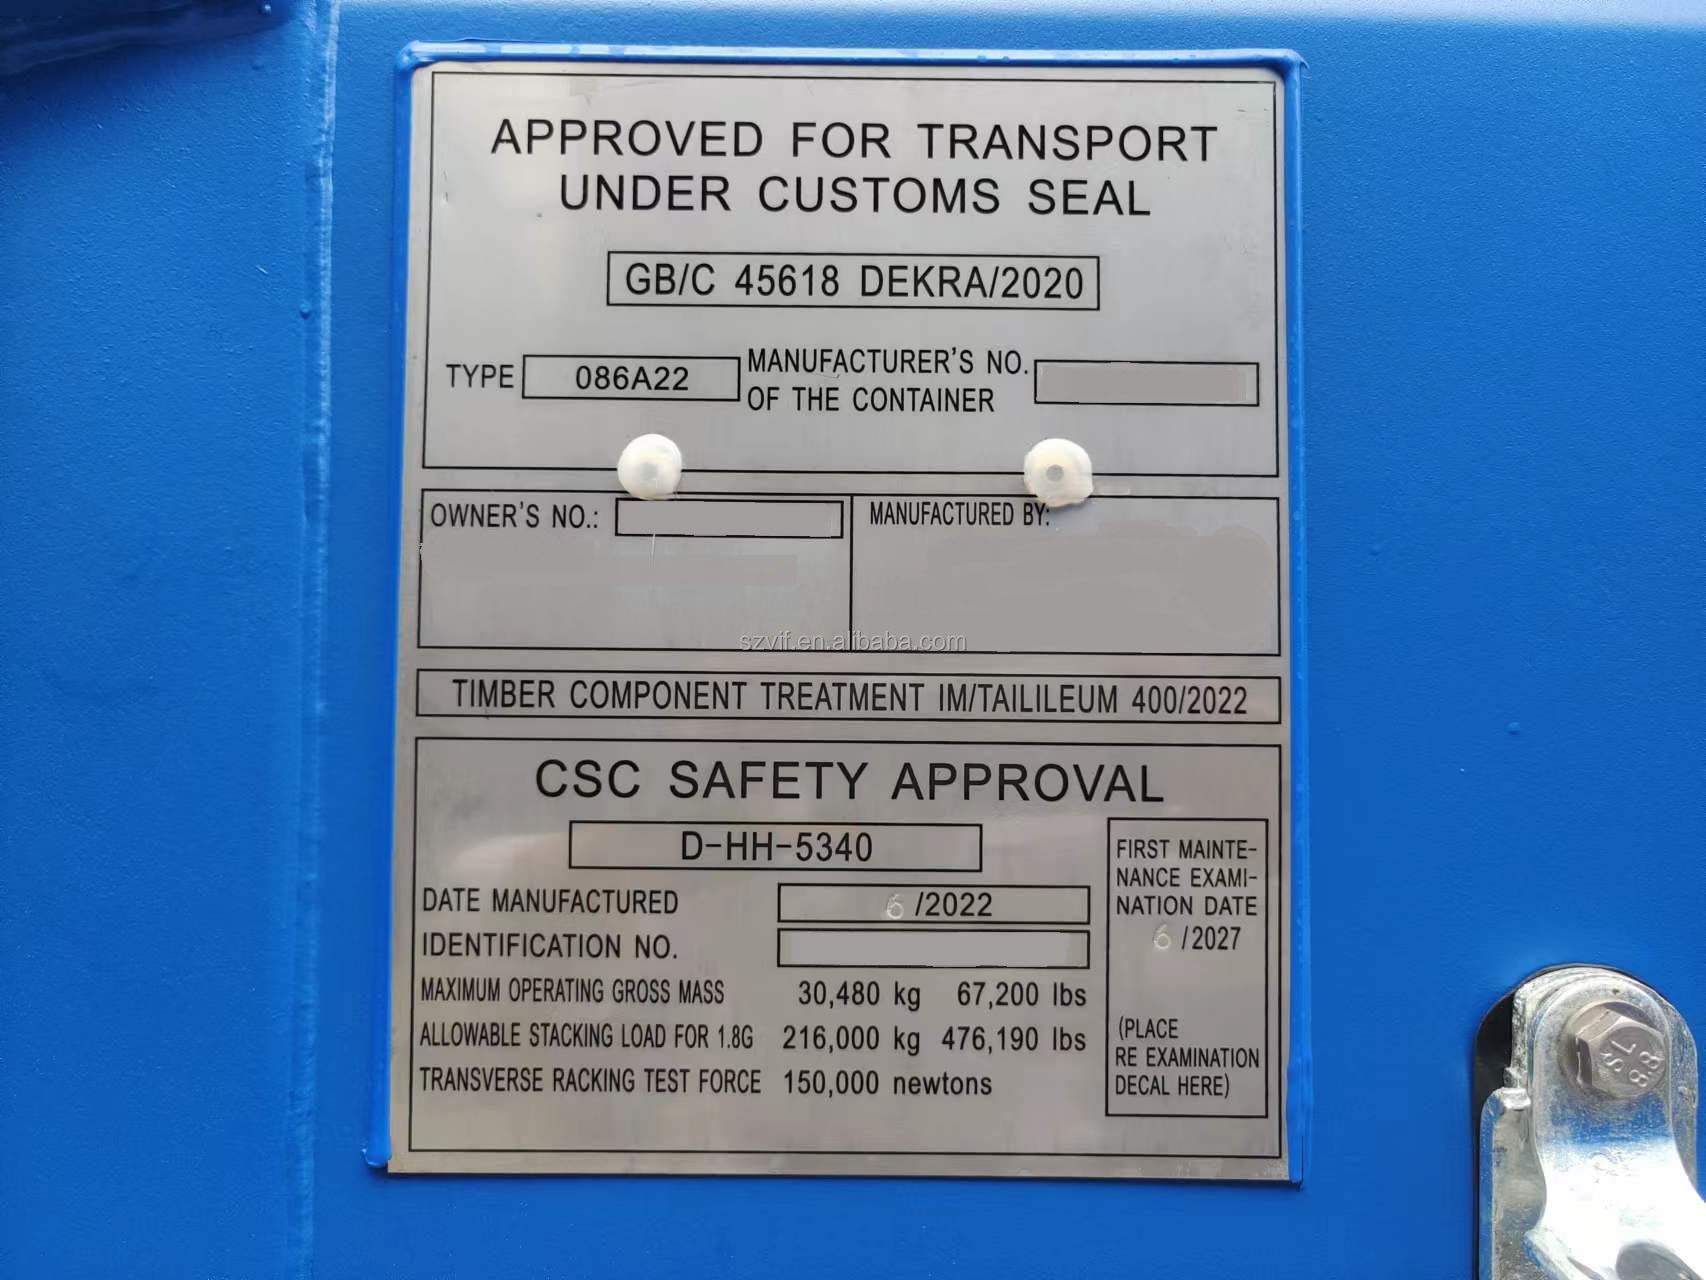 APPROVED FOR TRANSPORT
UNDER CUSTOMS SEAL
GB/C 45618 DEKRA/2020
TYPE 086A22 MANUFACTURER'S NO.
OF THE CONTAINER
OWNER'S NO.: MANUFACTURED BY:
szvif.en.alibaba.com
TIMBER COMPONENT TREATMENT IM/TAILILEUM 400/2022
CSC SAFETY APPROVAL
D-HH-5340
DATE MANUFACTURED 6 /2022
IDENTIFICATION NO.
MAXIMUM OPERATING GROSS MASS 30,480 kg 67,200 lbs
ALLOWABLE STACKING LOAD FOR 1.8G 216,000 kg 476,190 lbs
TRANSVERSE RACKING TEST FORCE 150,000 newtons
FIRST MAINTE-
NANCE EXAMI-
NATION DATE
6 /2027
(PLACE
RE EXAMINATION
DECAL HERE)
SL
8.8